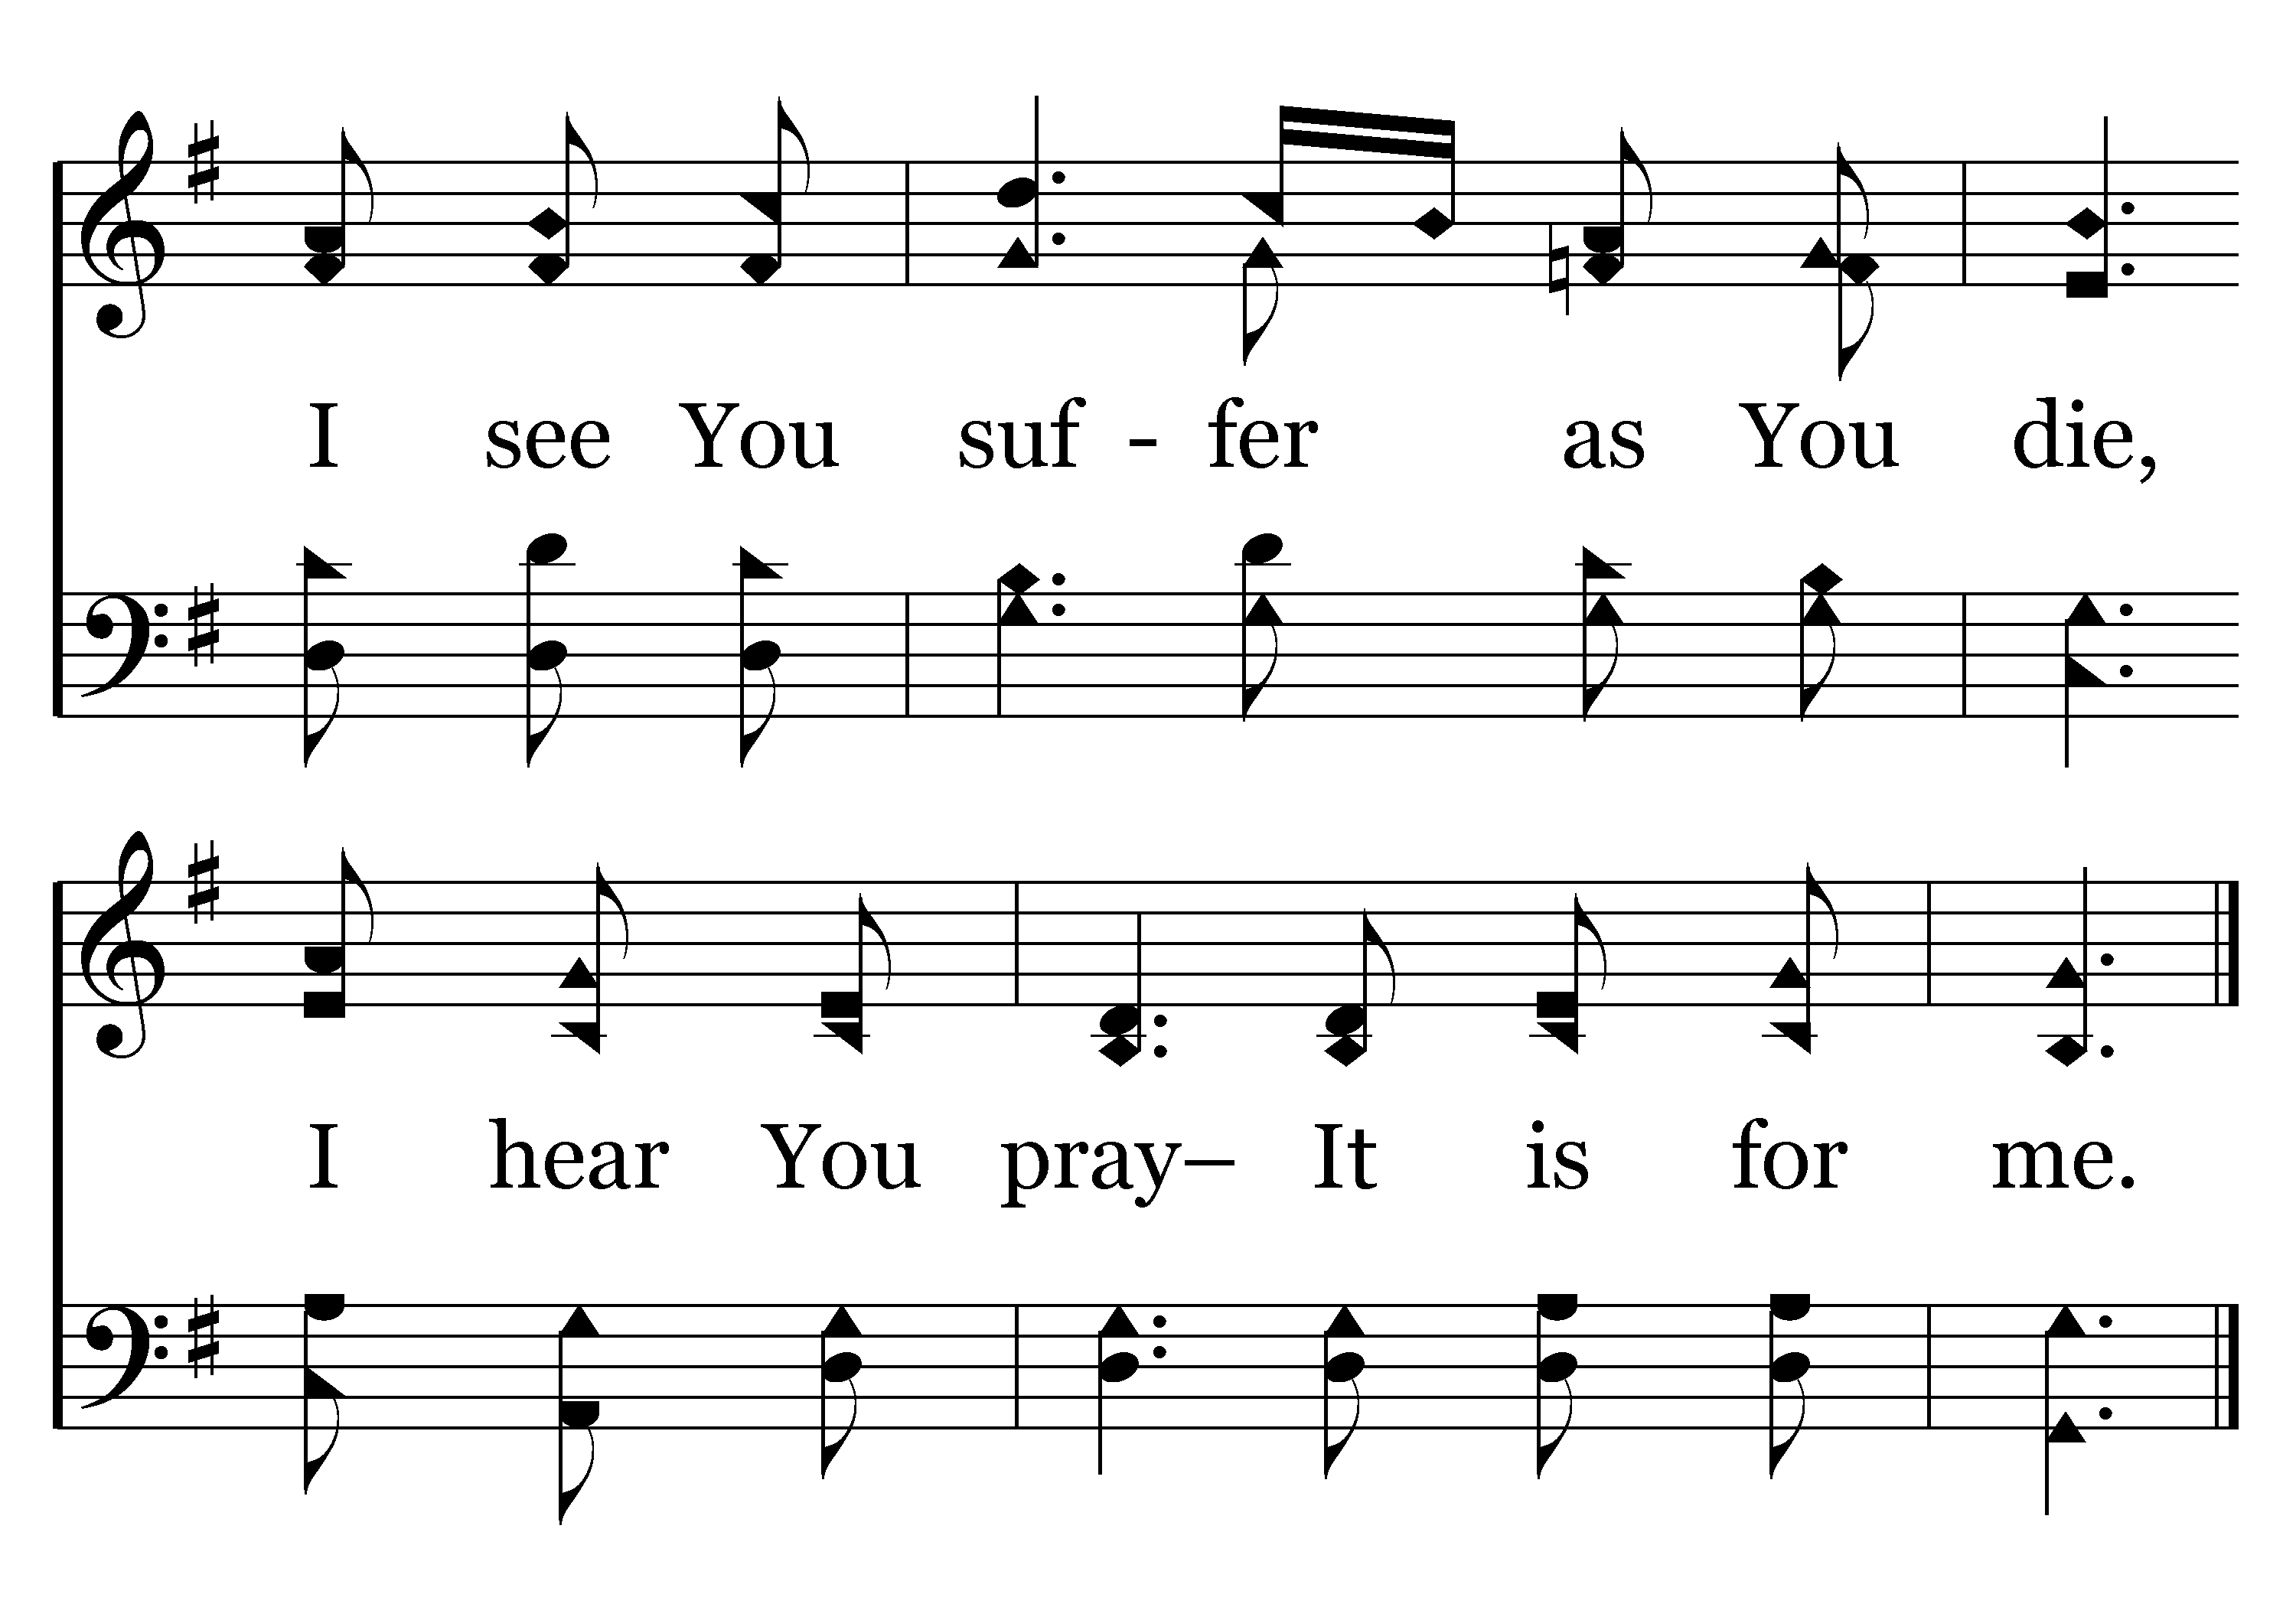 I see You suf - fer as You die,
I hear You pray– It is for me.